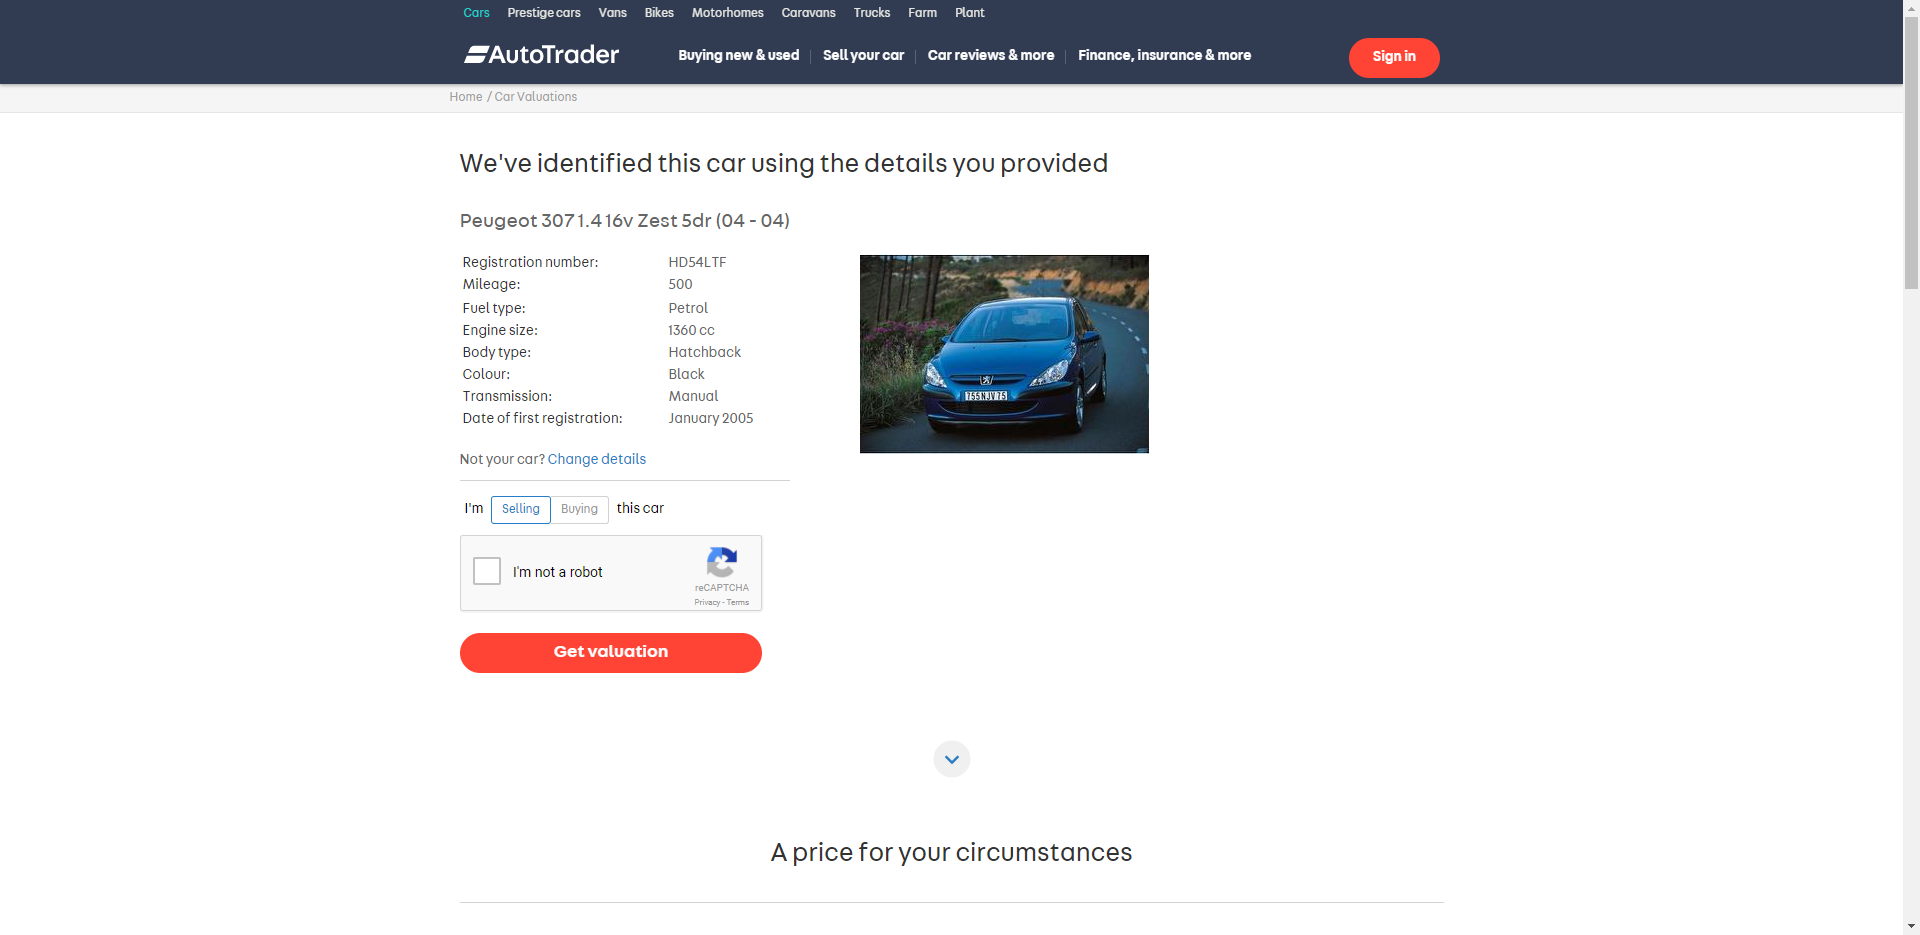 Cars Prestige cars Vans Bikes Motorhomes Caravans Trucks Farm Plant
AutoTrader Buying new & used Sell your car Car reviews & more Finance, insurance & more Sign in
Home / Car Valuations
We've identified this car using the details you provided
Peugeot 307 1.4 16v Zest 5dr (04 - 04)
Registration number: HD54LTF
Mileage: 500
Fuel type: Petrol
Engine size: 1360 cc
Body type: Hatchback
Colour: Black
Transmission: Manual
Date of first registration: January 2005
755NJV75
Not your car? Change details
I'm Selling Buying this car
I'm not a robot
reCAPTCHA
Privacy - Terms
Get valuation
A price for your circumstances